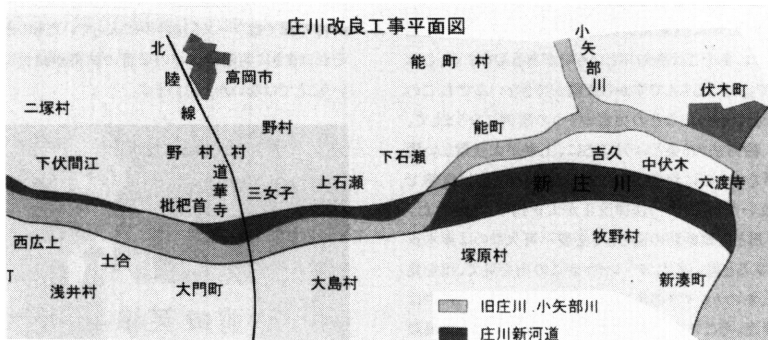 庄川改良工事平面図
北陸線
高岡市
能町村
小矢部川
伏木町
二塚村
野村
能町
下伏間江
野村村
下石瀬
吉久
中伏木
道華寺
枇杷首
三女子
上石瀬
新庄川
六渡寺
西広上
土合
塚原村
牧野村
浅井村
大門町
大島村
新湊町
旧庄川.小矢部川
庄川新河道